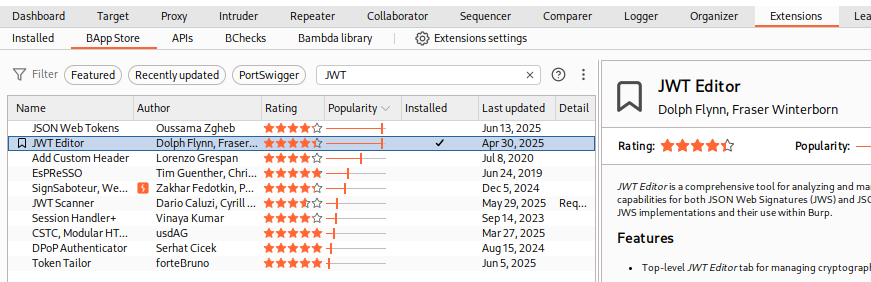 Dashboard Target Proxy Intruder Repeater Collaborator Sequencer Comparer Logger Organizer Extensions Lea
Installed BApp Store APIs BChecks Bambda library Extensions settings
Filter Featured Recently updated PortSwigger JWT
Name Author Rating Popularity Installed Last updated Detail
JSON Web Tokens Oussama Zgheb Jun 13, 2025
JWT Editor Dolph Flynn, Fraser... Apr 30, 2025
Add Custom Header Lorenzo Grespan Jul 8, 2020
EsPReSSO Tim Guenther, Chri... Jun 24, 2019
SignSaboteur, We... Zakhar Fedotkin, P... Dec 5, 2024
JWT Scanner Dario Caluzi, Cyrill ... May 29, 2025 Req...
Session Handler+ Vinaya Kumar Sep 14, 2023
CSTC, Modular HT... usdAG Mar 27, 2025
DPoP Authenticator Serhat Cicek Aug 15, 2024
Token Tailor forteBruno Jun 5, 2025
JWT Editor
Dolph Flynn, Fraser Winterborn
Rating: Popularity:
JWT Editor is a comprehensive tool for analyzing and ma
capabilities for both JSON Web Signatures (JWS) and JSO
JWS implementations and their use within Burp.
Features
• Top-level JWT Editor tab for managing cryptograph